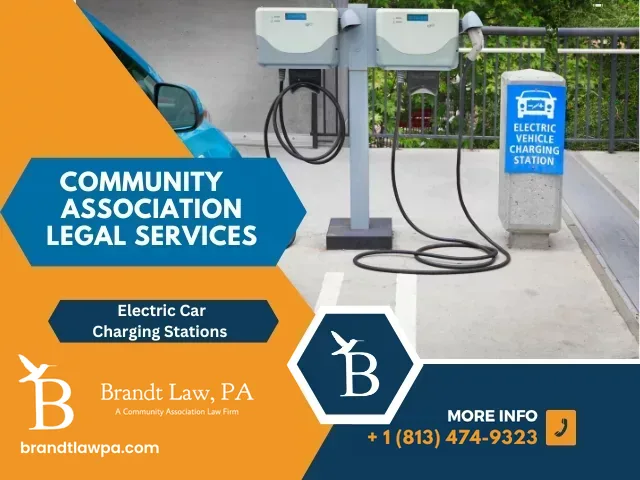 ELECTRIC
VEHICLE
CHARGING
STATION
COMMUNITY
ASSOCIATION
LEGAL SERVICES
Electric Car
Charging Stations
B
Brandt Law, PA
A Community Association Law Firm
brandtlawpa.com
B
MORE INFO
+ 1 (813) 474-9323